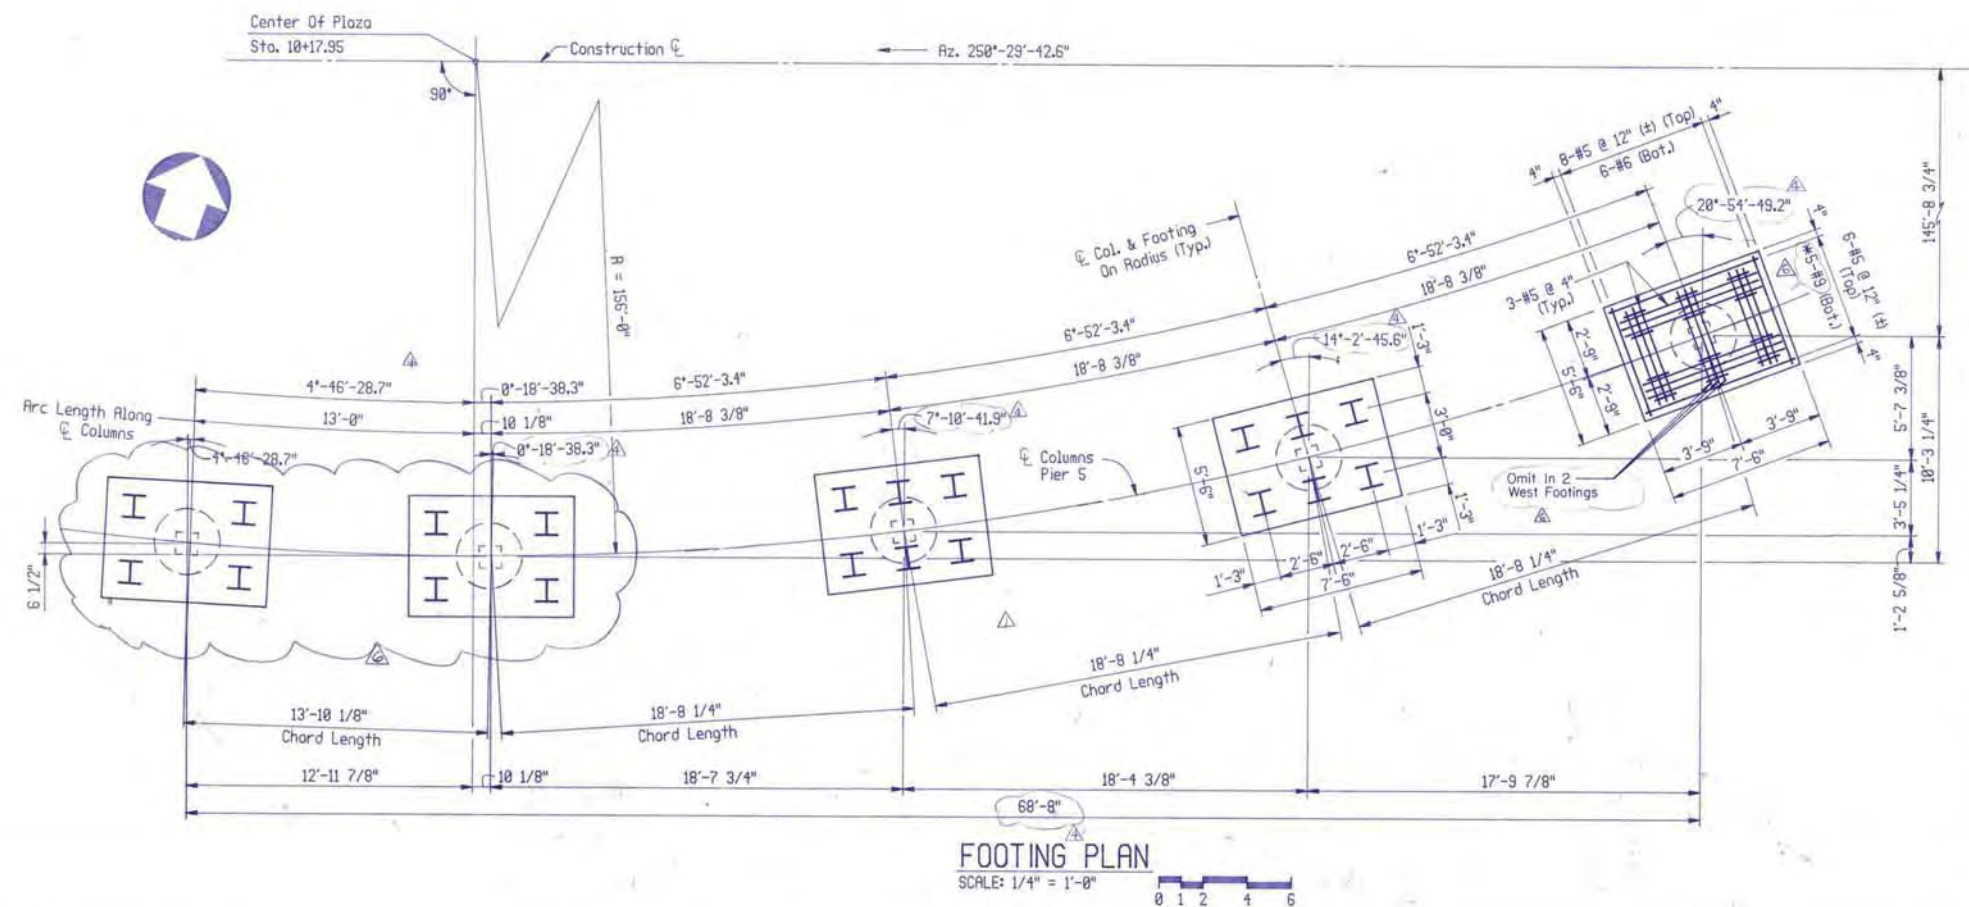 Center Of Plaza
Sta. 10+17.95
Construction ℄
Az. 250°-29'-42.6"
90°
R = 156'-0"
℄ Col. & Footing
On Radius (Typ.)
4"
8-#5 @ 12" (±) (Top)
4"
6-#6 (Bot.)
20°-54'-49.2"
4
145'-8 3/4"
4"
6-#5 @ 12" (±)
(Top)
*5-#9 (Bot.)
6
4"
6°-52'-3.4"
18'-8 3/8"
3-#5 @ 4"
(Typ.)
6°-52'-3.4"
18'-8 3/8"
14°-2'-45.6"
4
4
4°-46'-28.7"
0°-18'-38.3"
6°-52'-3.4"
Arc Length Along
℄ Columns
13'-0"
10 1/8"
18'-8 3/8"
7°-10'-41.9"
4
4°-46'-28.7"
0°-18'-38.3"
4
℄ Columns
Pier 5
5'-6"
1'-3"
3'-0"
1'-3"
2'-9"
5'-6"
2'-9"
3'-9"
3'-9"
7'-6"
5'-7 3/8"
10'-3 1/4"
3'-5 1/4"
1'-2 5/8"
Omit In 2
West Footings
6
6 1/2"
1'-3"
2'-6"
2'-6"
1'-3"
7'-6"
18'-8 1/4"
Chord Length
1
6
18'-8 1/4"
Chord Length
13'-10 1/8"
Chord Length
18'-8 1/4"
Chord Length
12'-11 7/8"
10 1/8"
18'-7 3/4"
18'-4 3/8"
17'-9 7/8"
68'-8"
4
FOOTING PLAN
SCALE: 1/4" = 1'-0"
0 1 2 4 6